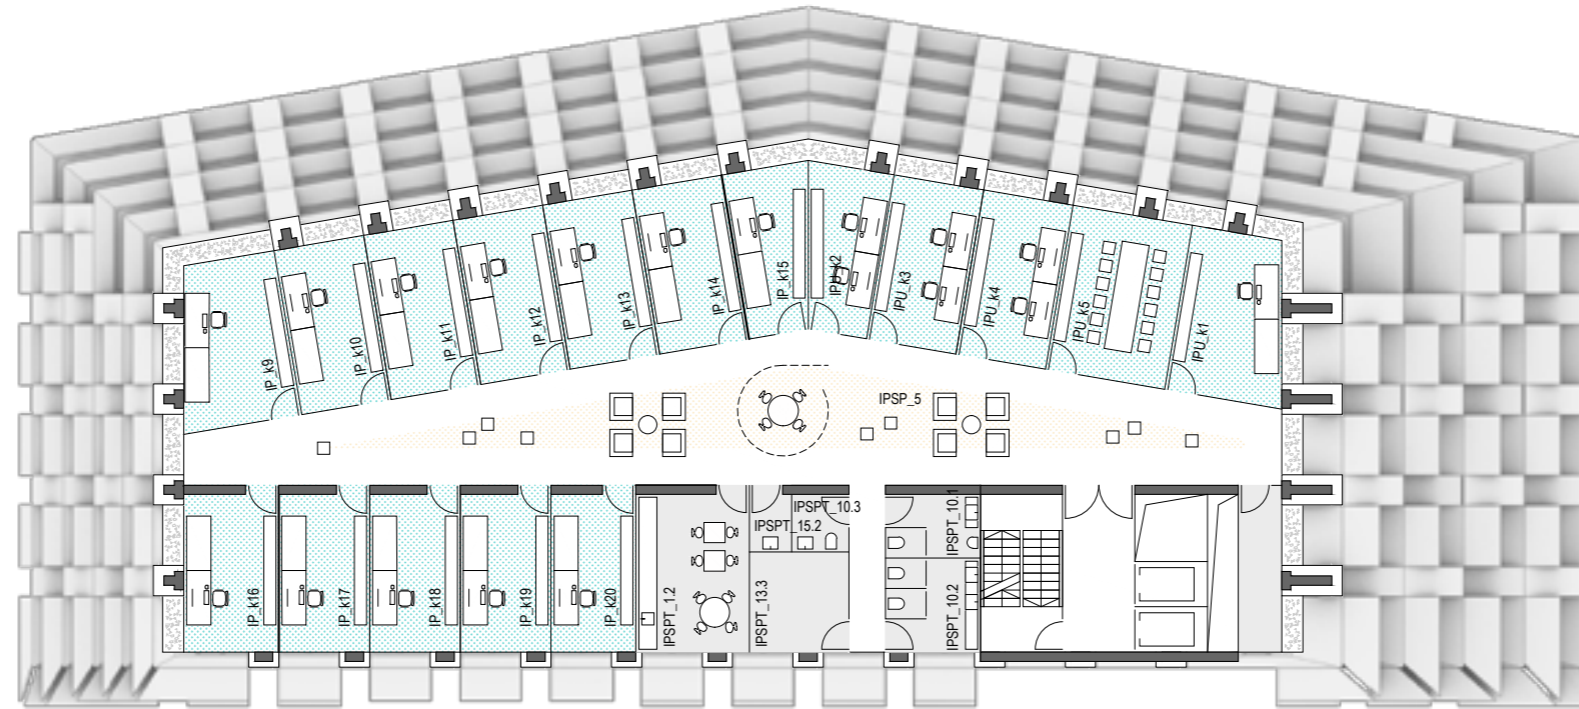 IP_k9
IP_k10
IP_k11
IP_k12
IP_k13
IP_k14
IP_k15
IPU_k2
IPU_k3
IPU_k4
IPU_k5
IPU_k1
IPSP_5
IP_k16
IP_k17
IP_k18
IP_k19
IP_k20
IPSPT_1.2
IPSPT_13.3
IPSPT_15.2
IPSPT_10.3
IPSPT_10.1
IPSPT_10.2